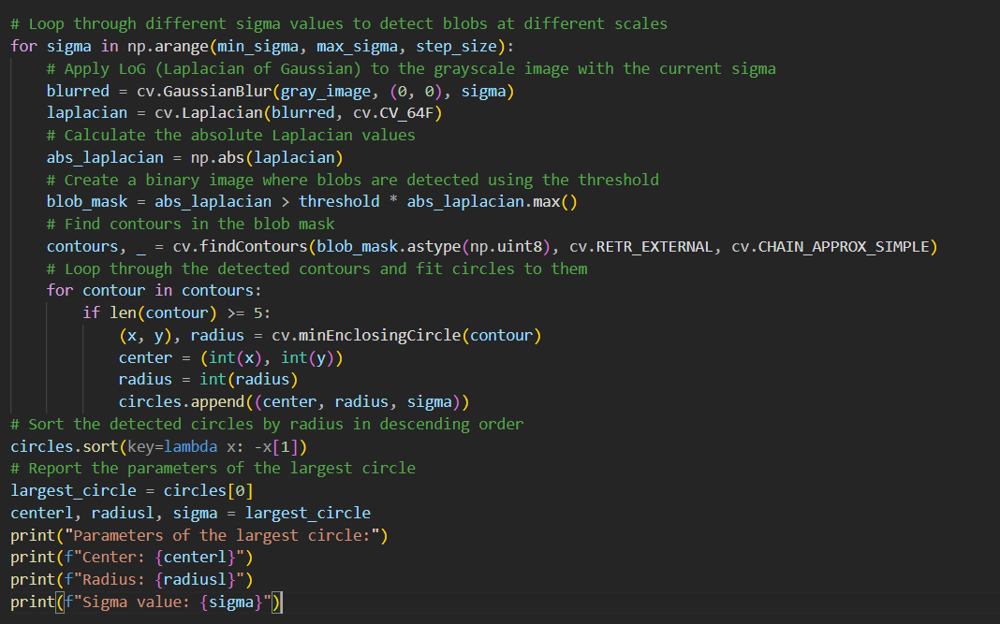 # Loop through different sigma values to detect blobs at different scales
for sigma in np.arange(min_sigma, max_sigma, step_size):
    # Apply LoG (Laplacian of Gaussian) to the grayscale image with the current sigma
    blurred = cv.GaussianBlur(gray_image, (0, 0), sigma)
    laplacian = cv.Laplacian(blurred, cv.CV_64F)
    # Calculate the absolute Laplacian values
    abs_laplacian = np.abs(laplacian)
    # Create a binary image where blobs are detected using the threshold
    blob_mask = abs_laplacian > threshold * abs_laplacian.max()
    # Find contours in the blob mask
    contours, _ = cv.findContours(blob_mask.astype(np.uint8), cv.RETR_EXTERNAL, cv.CHAIN_APPROX_SIMPLE)
    # Loop through the detected contours and fit circles to them
    for contour in contours:
        if len(contour) >= 5:
            (x, y), radius = cv.minEnclosingCircle(contour)
            center = (int(x), int(y))
            radius = int(radius)
            circles.append((center, radius, sigma))
# Sort the detected circles by radius in descending order
circles.sort(key=lambda x: -x[1])
# Report the parameters of the largest circle
largest_circle = circles[0]
centerl, radiusl, sigma = largest_circle
print("Parameters of the largest circle:")
print(f"Center: {centerl}")
print(f"Radius: {radiusl}")
print(f"Sigma value: {sigma}")